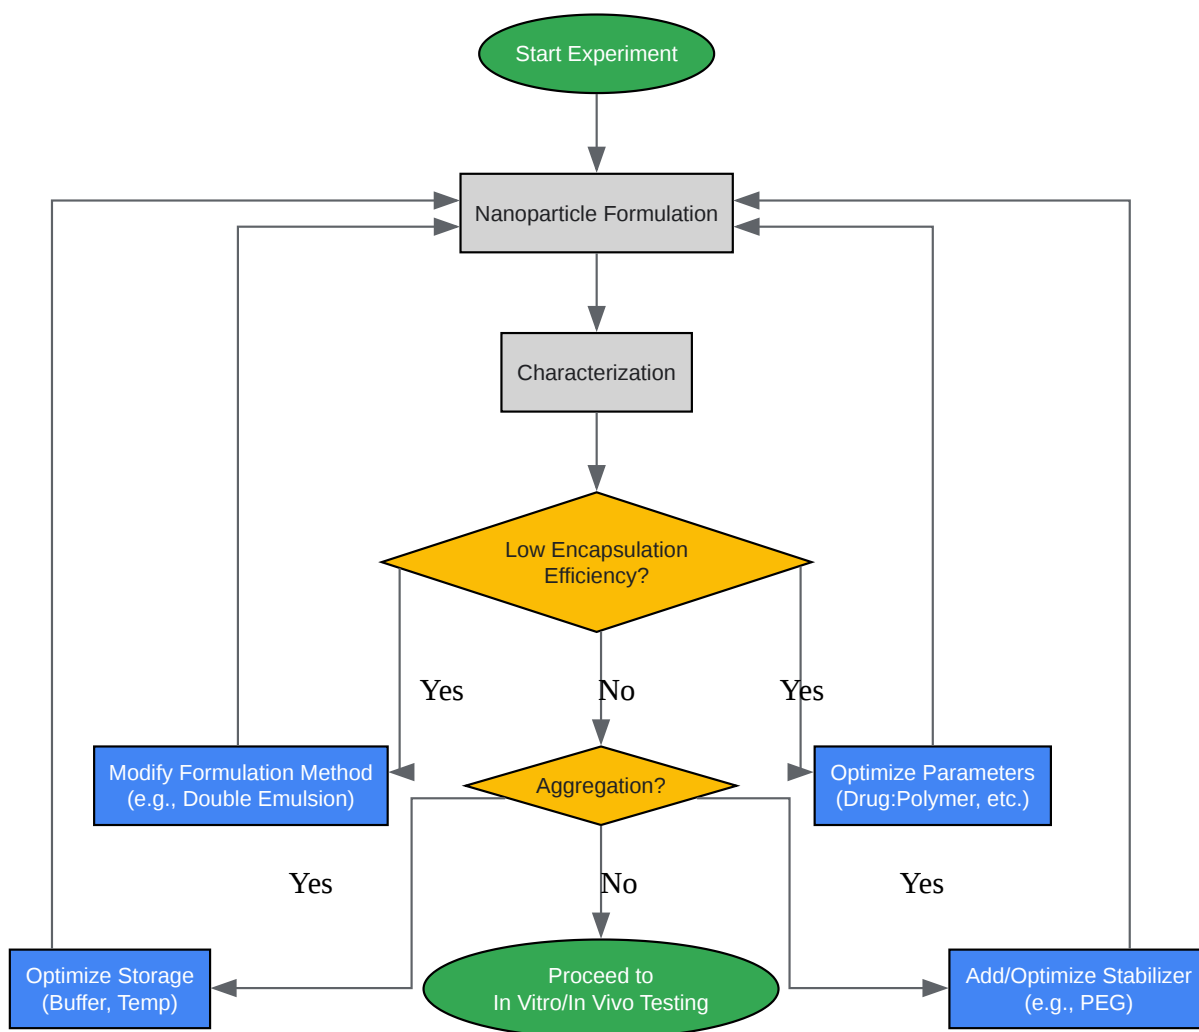 Start Experiment
Nanoparticle Formulation
Characterization
Low Encapsulation
Efficiency?
Yes
No
Yes
Modify Formulation Method
(e.g., Double Emulsion)
Aggregation?
Optimize Parameters
(Drug:Polymer, etc.)
Yes
No
Yes
Optimize Storage
(Buffer, Temp)
Proceed to
In Vitro/In Vivo Testing
Add/Optimize Stabilizer
(e.g., PEG)